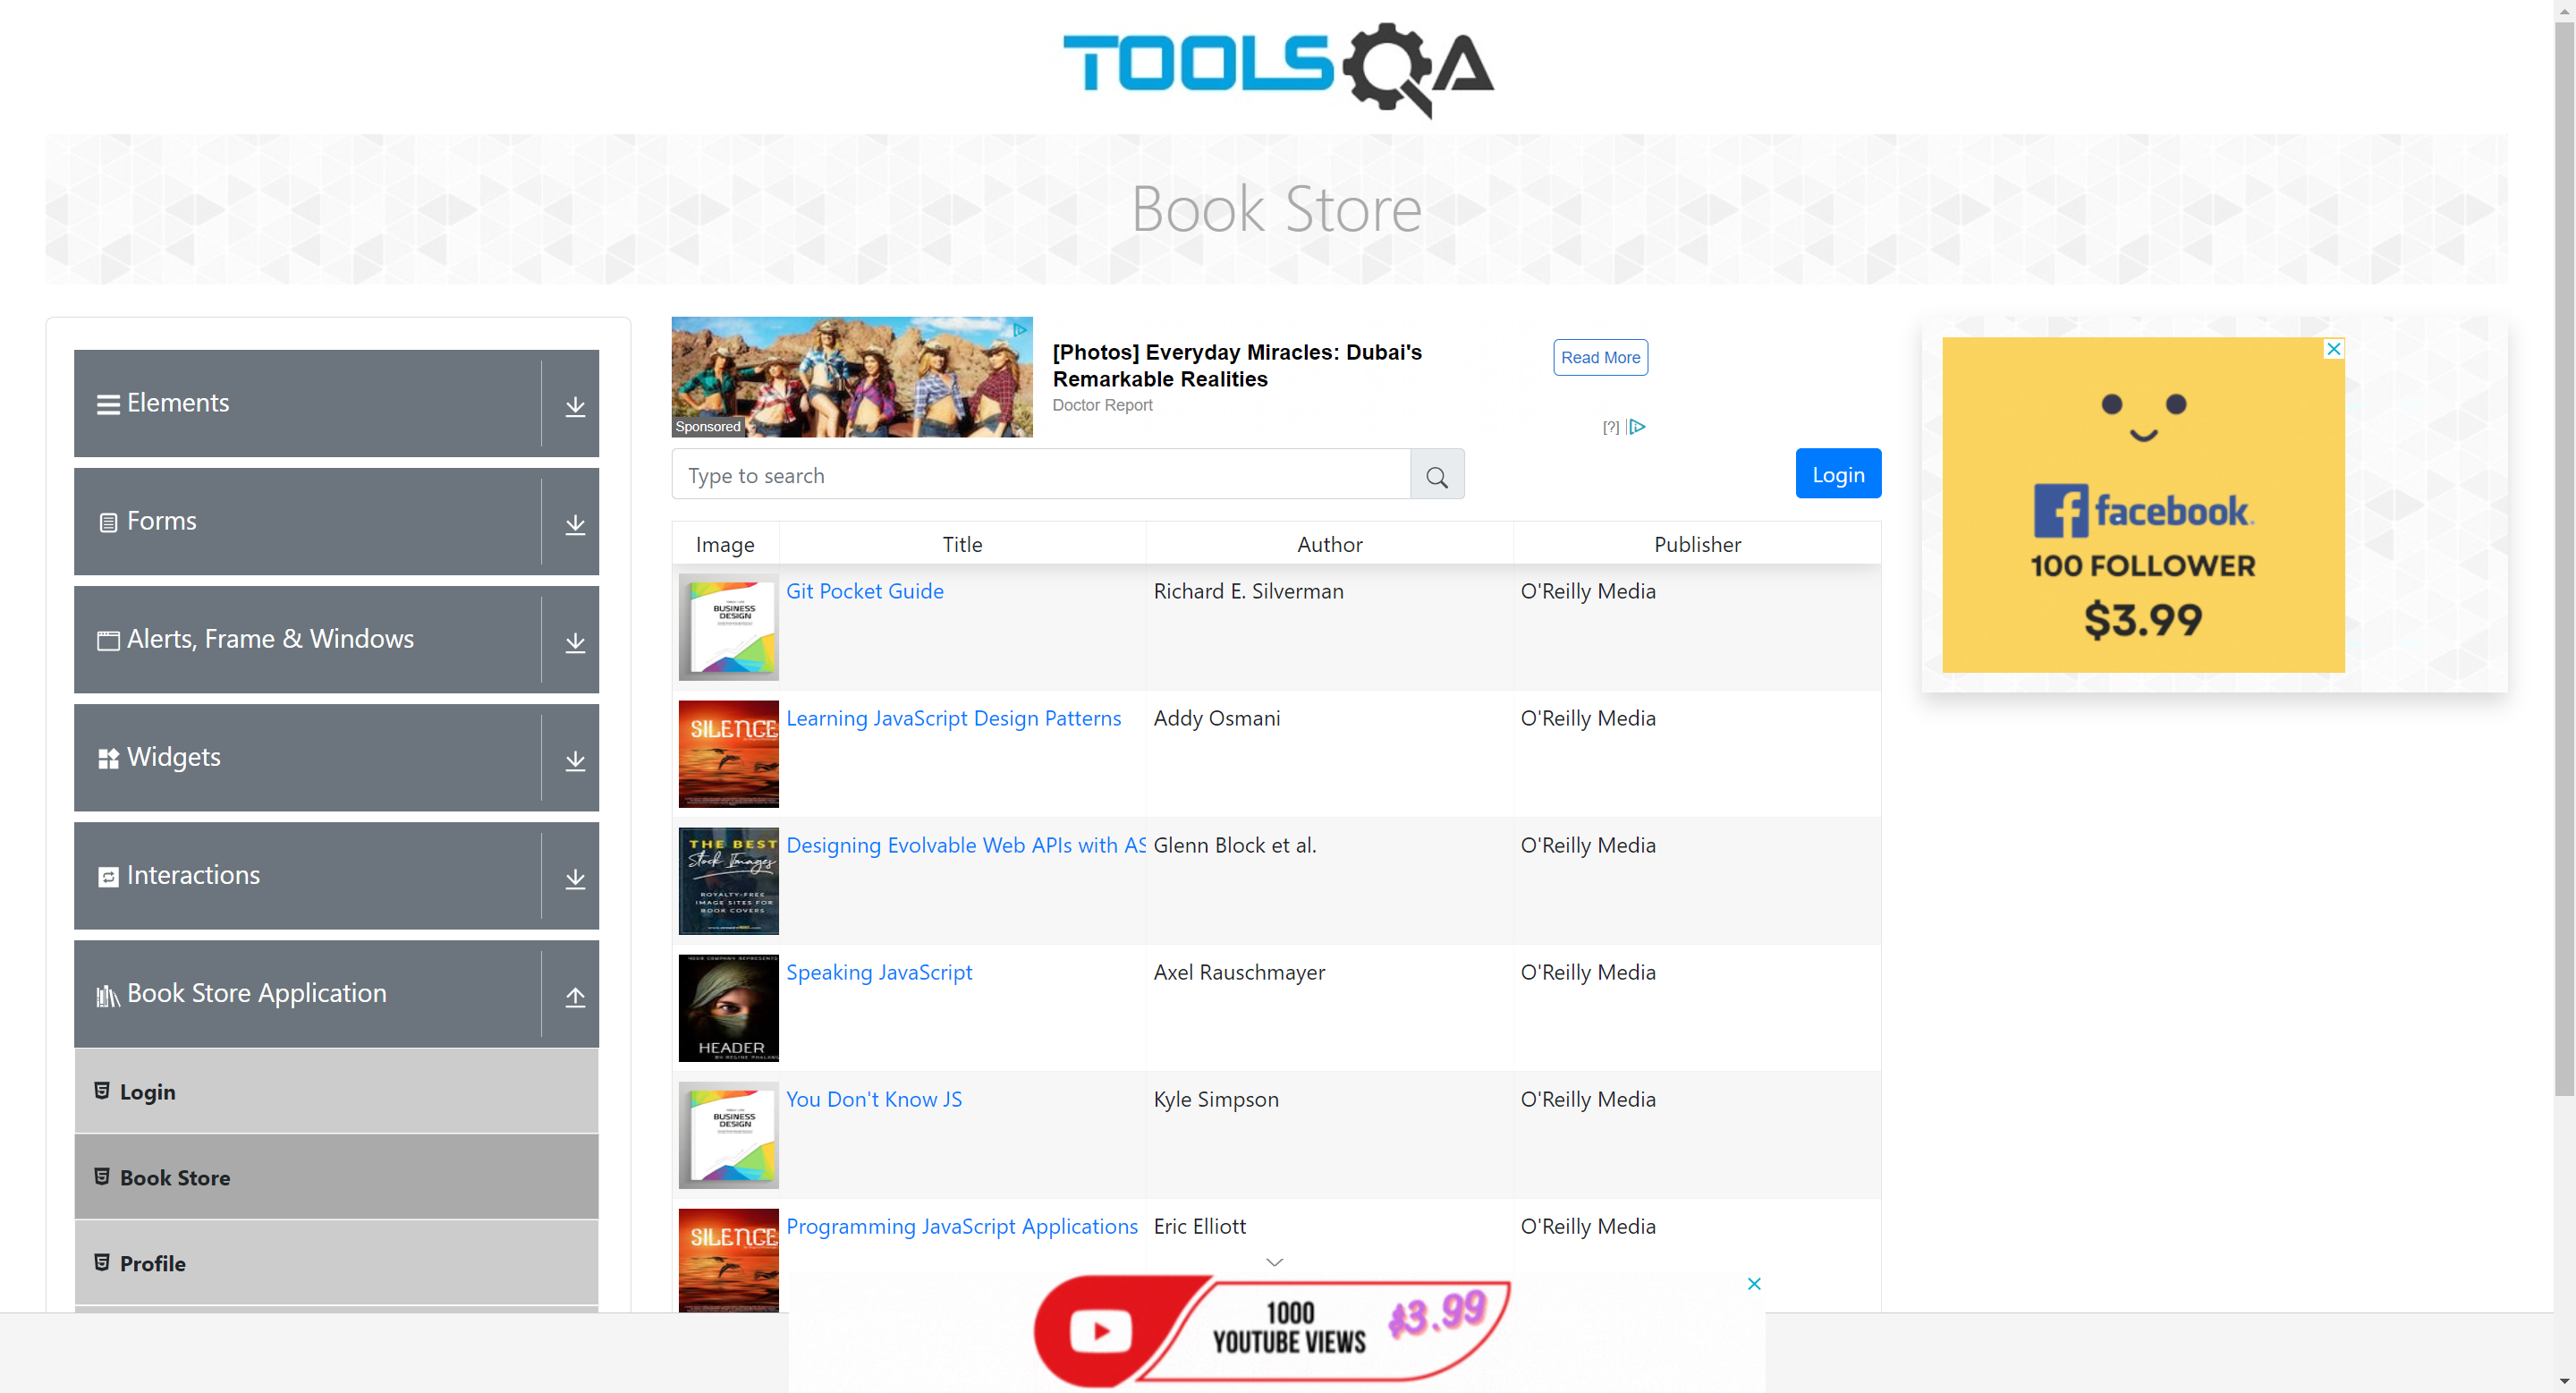 TOOLSQA
Book Store
Elements
Forms
Alerts, Frame & Windows
Widgets
Interactions
Book Store Application
Login
Book Store
Profile
Sponsored
[Photos] Everyday Miracles: Dubai's
Remarkable Realities
Doctor Report
Read More
[?]
Type to search
Login
Image Title Author Publisher
BUSINESS
DESIGN
Git Pocket Guide Richard E. Silverman O'Reilly Media
SILENCE
Learning JavaScript Design Patterns Addy Osmani O'Reilly Media
THE BEST
Stock Images
ROYALTY-FREE
IMAGE SITES FOR
BOOK COVERS
Designing Evolvable Web APIs with AS Glenn Block et al. O'Reilly Media
YOUR COMPANY REPRESENTS
HEADER
Speaking JavaScript Axel Rauschmayer O'Reilly Media
BUSINESS
DESIGN
You Don't Know JS Kyle Simpson O'Reilly Media
SILENCE
Programming JavaScript Applications Eric Elliott O'Reilly Media
facebook.
100 FOLLOWER
$3.99
1000
YOUTUBE VIEWS
$3.99